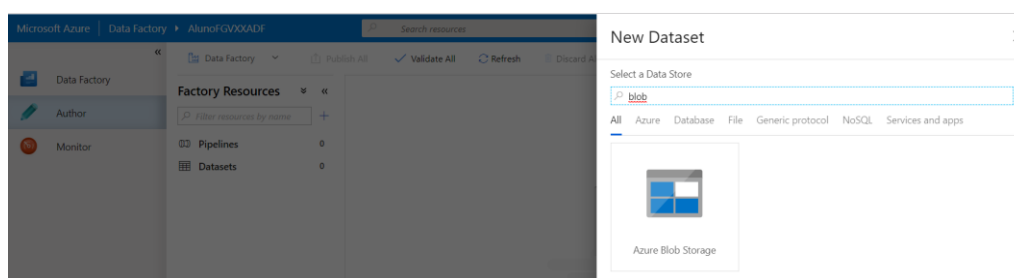 Microsoft Azure Data Factory AlunoFGVXXADF
Search resources
Data Factory
Author
Monitor
Data Factory Publish All Validate All Refresh Discard A
Factory Resources
Filter resources by name
Pipelines 0
Datasets 0
New Dataset
Select a Data Store
blob
All Azure Database File Generic protocol NoSQL Services and apps
Azure Blob Storage